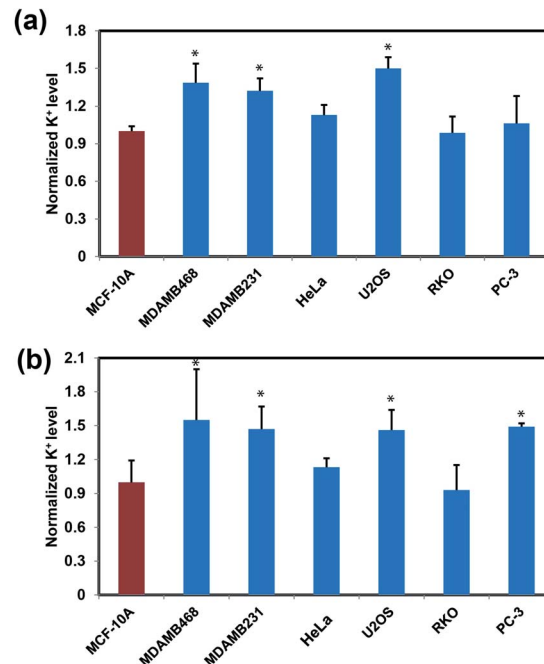 (a)
Normalized K⁺ level
1.8
1.5
1.2
0.9
0.6
0.3
0
*
*
*
MCF-10A
MDAMB468
MDAMB231
HeLa
U2OS
RKO
PC-3
(b)
Normalized K⁺ level
2.1
1.8
1.5
1.2
0.9
0.6
0.3
0.0
*
*
*
*
MCF-10A
MDAMB468
MDAMB231
HeLa
U2OS
RKO
PC-3